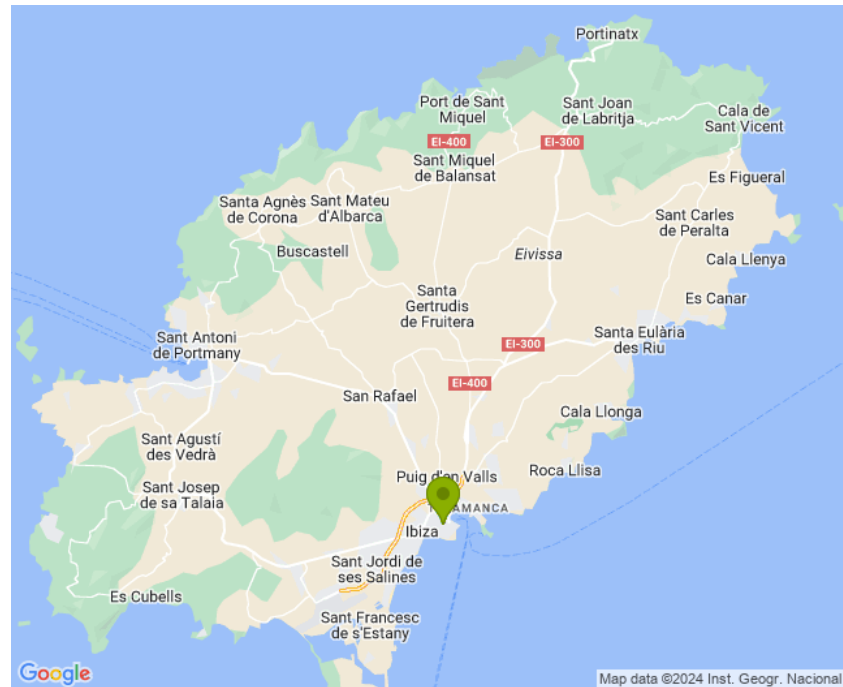 Portinatx
Port de Sant
Miquel
Sant Joan
de Labritja
Cala de
Sant Vicent
EI-400
EI-300
Sant Miquel
de Balansat
Es Figueral
Santa Agnès
de Corona
Sant Mateu
d'Albarca
Sant Carles
de Peralta
Buscastell
Eivissa
Cala Llenya
Santa
Gertrudis
de Fruitera
Es Canar
Sant Antoni
de Portmany
Santa Eulària
des Riu
EI-300
EI-400
San Rafael
Cala Llonga
Sant Agustí
des Vedrà
Roca Llisa
Puig d'en Valls
Sant Josep
de sa Talaia
Ibiza
Sant Jordi de
ses Salines
Es Cubells
Sant Francesc
de s'Estany
Google
Map data ©2024 Inst. Geogr. Nacional